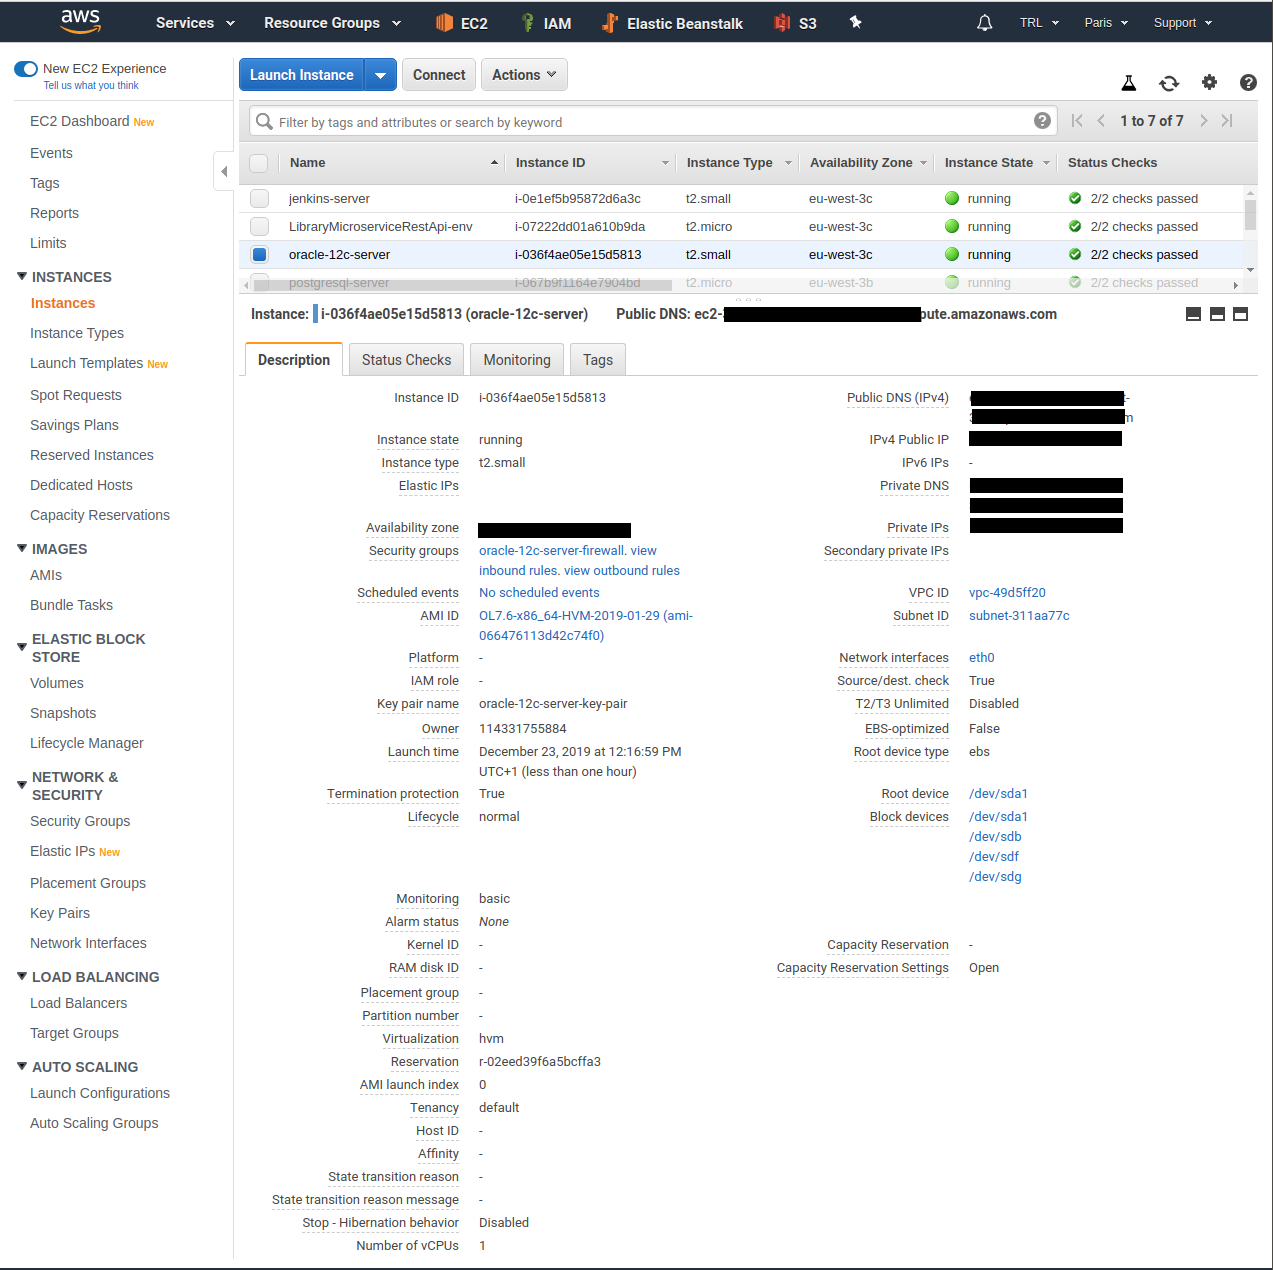 aws Services Resource Groups EC2 IAM Elastic Beanstalk S3 TRL Paris Support
New EC2 Experience
Tell us what you think
EC2 Dashboard New
Events
Tags
Reports
Limits
INSTANCES
Instances
Instance Types
Launch Templates New
Spot Requests
Savings Plans
Reserved Instances
Dedicated Hosts
Capacity Reservations
IMAGES
AMIs
Bundle Tasks
ELASTIC BLOCK
STORE
Volumes
Snapshots
Lifecycle Manager
NETWORK &
SECURITY
Security Groups
Elastic IPs New
Placement Groups
Key Pairs
Network Interfaces
LOAD BALANCING
Load Balancers
Target Groups
AUTO SCALING
Launch Configurations
Auto Scaling Groups
Launch Instance Connect Actions
Filter by tags and attributes or search by keyword 1 to 7 of 7
Name Instance ID Instance Type Availability Zone Instance State Status Checks
jenkins-server i-0e1ef5b95872d6a3c t2.small eu-west-3c running 2/2 checks passed
LibraryMicroserviceRestApi-env i-07222dd01a610b9da t2.micro eu-west-3c running 2/2 checks passed
oracle-12c-server i-036f4ae05e15d5813 t2.small eu-west-3c running 2/2 checks passed
postgresql-server i-067b9f1164e7904bd t2.micro eu-west-3b running 2/2 checks passed
Instance: i-036f4ae05e15d5813 (oracle-12c-server) Public DNS: ec2- pute.amazonaws.com
Description Status Checks Monitoring Tags
Instance ID i-036f4ae05e15d5813 Public DNS (IPv4)
Instance state running IPv4 Public IP
Instance type t2.small IPv6 IPs -
Elastic IPs Private DNS
Availability zone Private IPs
Security groups oracle-12c-server-firewall. view Secondary private IPs
inbound rules. view outbound rules
Scheduled events No scheduled events VPC ID vpc-49d5ff20
AMI ID OL7.6-x86_64-HVM-2019-01-29 (ami- Subnet ID subnet-311aa77c
066476113d42c74f0)
Platform - Network interfaces eth0
IAM role - Source/dest. check True
Key pair name oracle-12c-server-key-pair T2/T3 Unlimited Disabled
Owner 114331755884 EBS-optimized False
Launch time December 23, 2019 at 12:16:59 PM Root device type ebs
UTC+1 (less than one hour)
Termination protection True Root device /dev/sda1
Lifecycle normal Block devices /dev/sda1
/dev/sdb
/dev/sdf
/dev/sdg
Monitoring basic
Alarm status None
Kernel ID - Capacity Reservation -
RAM disk ID - Capacity Reservation Settings Open
Placement group -
Partition number -
Virtualization hvm
Reservation r-02eed39f6a5bcffa3
AMI launch index 0
Tenancy default
Host ID -
Affinity -
State transition reason -
State transition reason message -
Stop - Hibernation behavior Disabled
Number of vCPUs 1